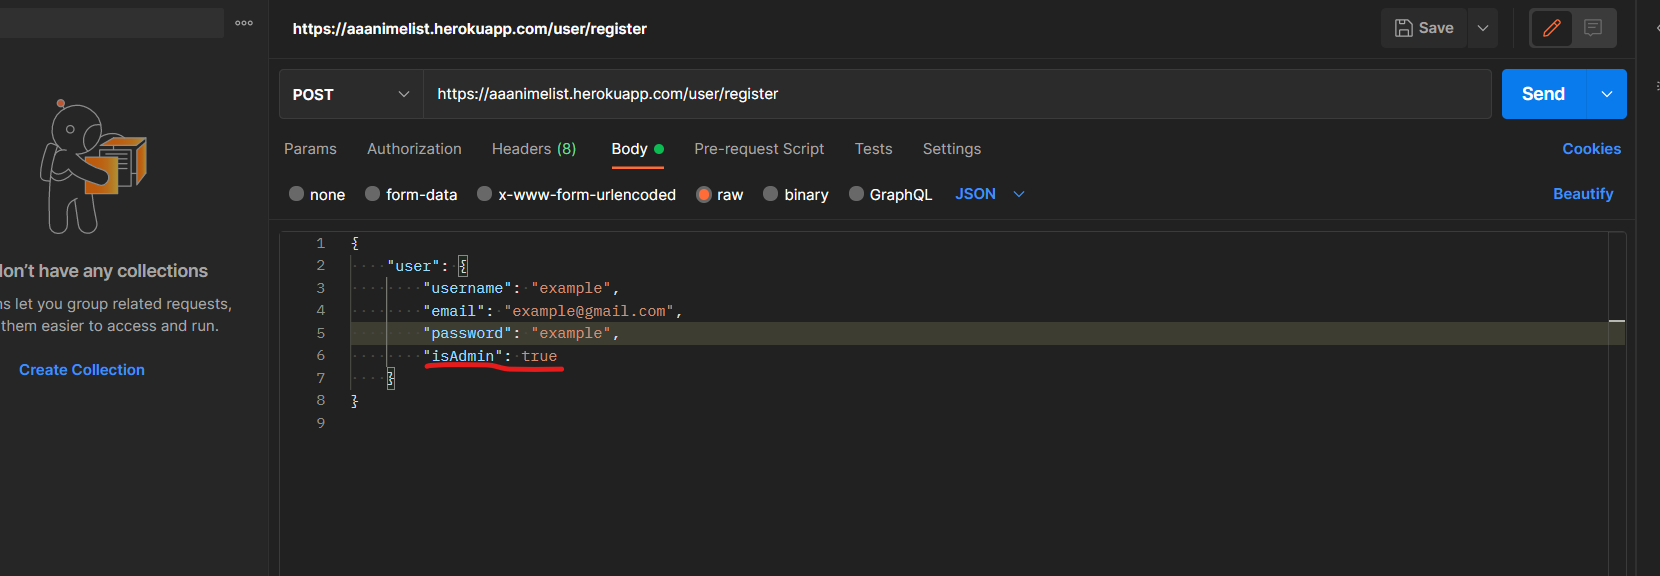 https://aaanimelist.herokuapp.com/user/register
Save
POST
https://aaanimelist.herokuapp.com/user/register
Send
Params Authorization Headers (8) Body Pre-request Script Tests Settings Cookies
none form-data x-www-form-urlencoded raw binary GraphQL JSON Beautify
1 {
2 "user": {
3 "username": "example",
4 "email": "example@gmail.com",
5 "password": "example",
6 "isAdmin": true
7 }
8 }
9
have any collections
let you group related requests,
them easier to access and run.
Create Collection